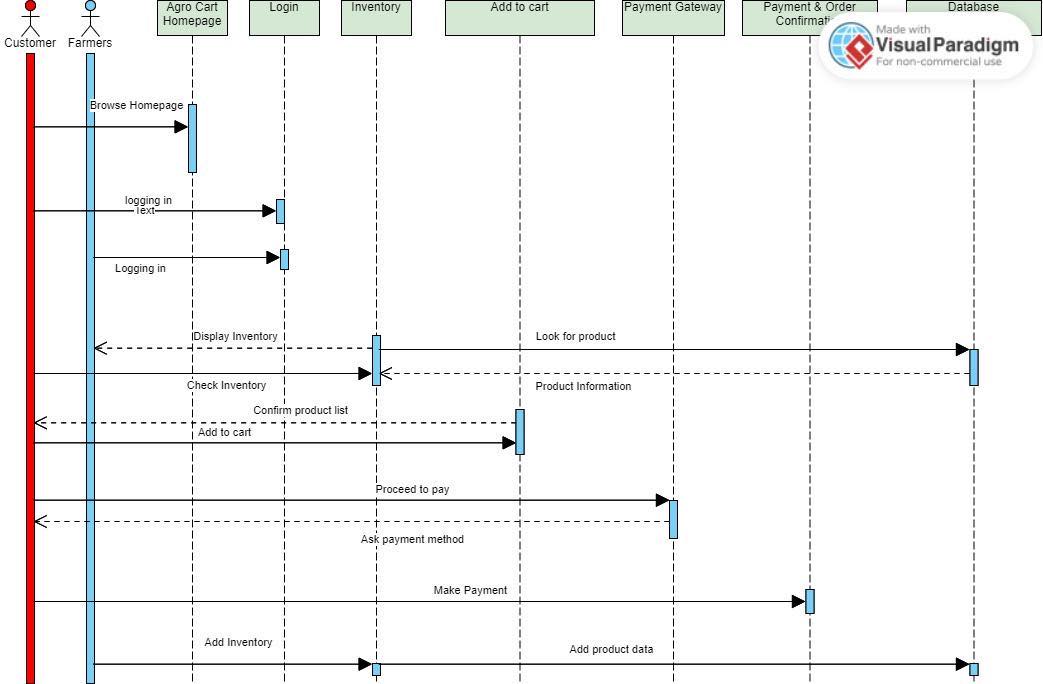 Agro Cart
Homepage
Login
Inventory
Add to cart
Payment Gateway
Payment & Order
Database
Made with
Visual Paradigm
For non-commercial use
Customer
Farmers
Browse Homepage
logging in
Text
Logging in
Display Inventory
Look for product
Check Inventory
Product Information
Confirm product list
Add to cart
Proceed to pay
Ask payment method
Make Payment
Add Inventory
Add product data